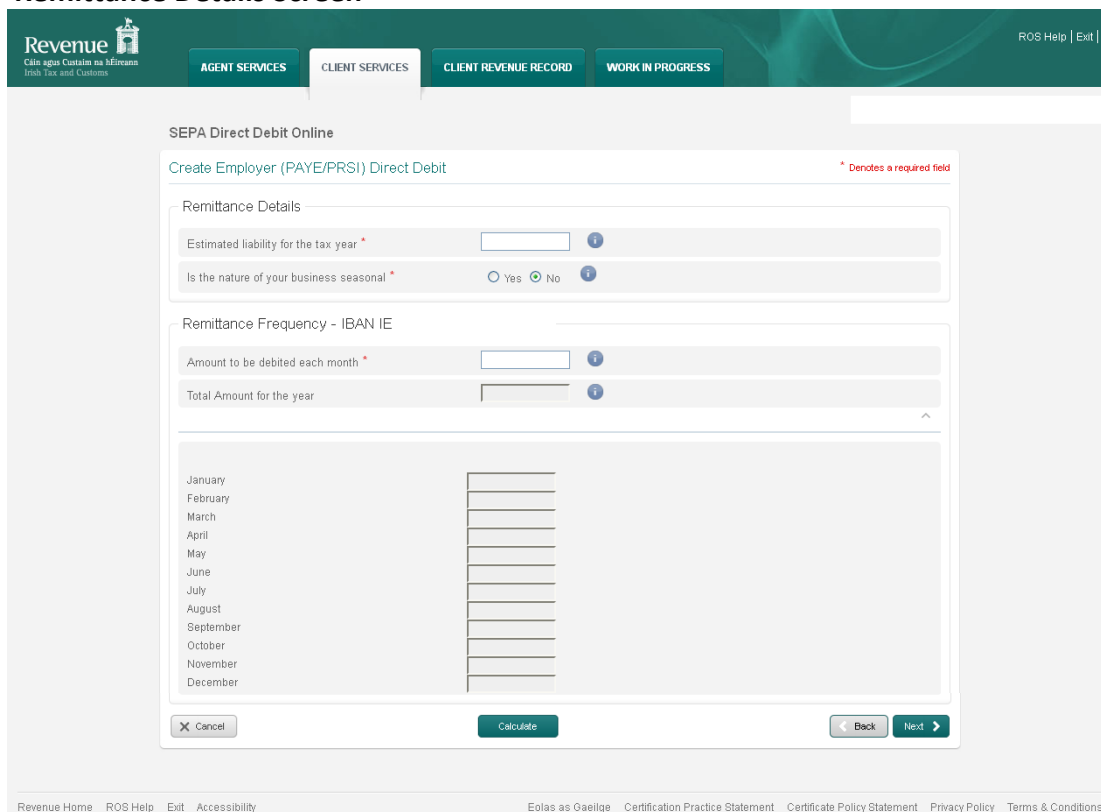 Remittance Details Screen
Revenue
Cáin agus Custaim na hÉireann
Irish Tax and Customs
AGENT SERVICES CLIENT SERVICES CLIENT REVENUE RECORD WORK IN PROGRESS
ROS Help | Exit |
SEPA Direct Debit Online
Create Employer (PAYE/PRSI) Direct Debit * Denotes a required field
Remittance Details
Estimated liability for the tax year *
Is the nature of your business seasonal * Yes No
Remittance Frequency - IBAN IE
Amount to be debited each month *
Total Amount for the year
January
February
March
April
May
June
July
August
September
October
November
December
Cancel Calculate Back Next
Revenue Home ROS Help Exit Accessibility Eolas as Gaeilge Certification Practice Statement Certificate Policy Statement Privacy Policy Terms & Conditions